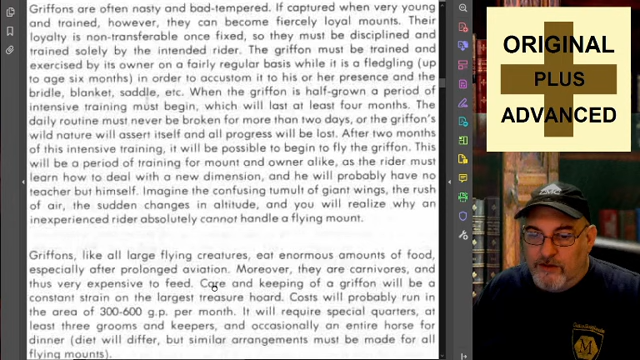 Griffons are often nasty and bad-tempered. If captured when very young
and trained, however, they can become fiercely loyal mounts. Their
loyalty is non-transferable once fixed, so they must be disciplined and
trained solely by the intended rider. The griffon must be trained and
exercised by its owner on a fairly regular basis while it is a fledgling (up
to age six months) in order to accustom it to his or her presence and the
bridle, blanket, saddle, etc. When the griffon is half-grown a period of
intensive training must begin, which will last at least four months. The
daily routine must never be broken for more than two days, or the griffon's
wild nature will assert itself and all progress will be lost. After two months
of this intensive training, it will be possible to begin to fly the griffon. This
will be a period of training for mount and owner alike, as the rider must
learn how to deal with a new dimension, and he will probably have no
teacher but himself. Imagine the confusing tumult of giant wings, the rush
of air, the sudden changes in altitude, and you will realize why an
inexperienced rider absolutely cannot handle a flying mount.
Griffons, like all large flying creatures, eat enormous amounts of food,
especially after prolonged aviation. Moreover, they are carnivores, and
thus very expensive to feed. Care and keeping of a griffon will be a
constant strain on the largest treasure hoard. Costs will probably run in
the area of 300-600 g.p. per month. It will require special quarters, at
least three grooms and keepers, and occasionally an entire horse for
dinner (diet will differ, but similar arrangements must be made for all
flying mounts).
ORIGINAL
PLUS
ADVANCED
M